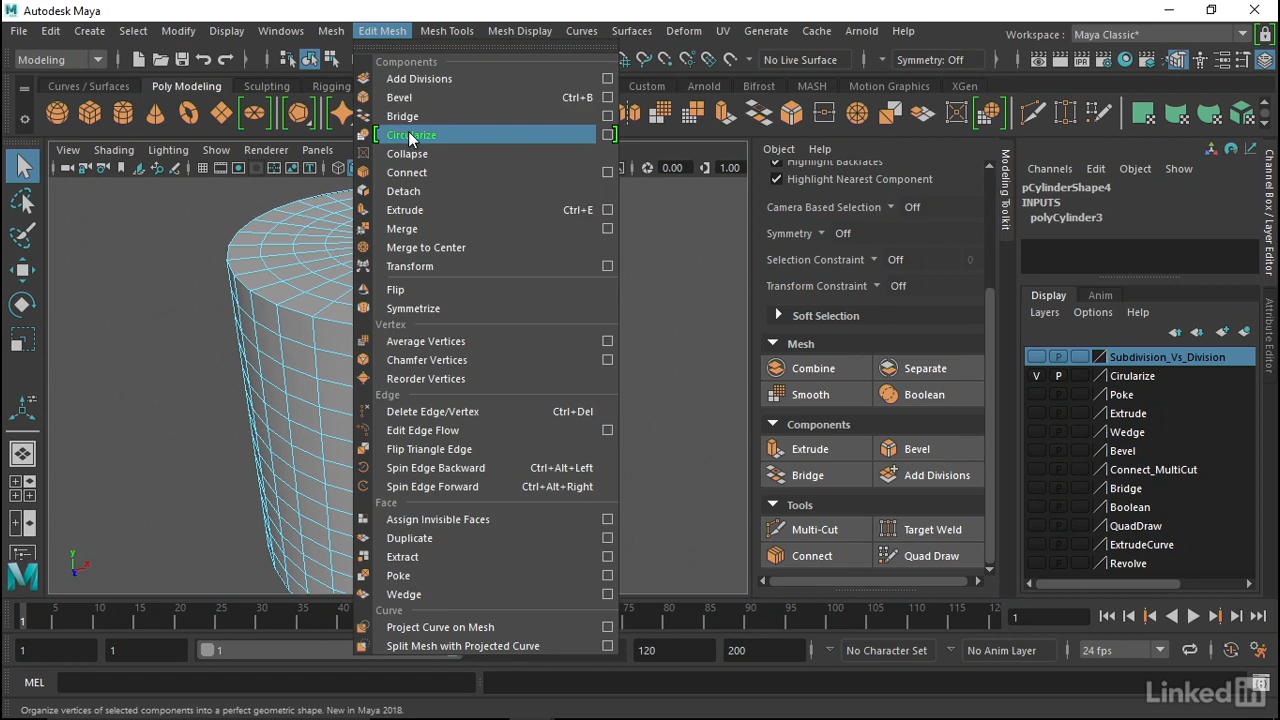 Autodesk Maya
File Edit Create Select Modify Display Windows Mesh Edit Mesh Mesh Tools Mesh Display Curves Surfaces Deform UV Generate Cache Arnold Help
Workspace : Maya Classic*
Modeling
No Live Surface
Symmetry: Off
Curves / Surfaces
Poly Modeling
Sculpting
Rigging
Custom
Arnold
Bifrost
MASH
Motion Graphics
XGen
View Shading Lighting Show Renderer Panels
0.00
1.00
Components
Add Divisions
Bevel Ctrl+B
Bridge
Circularize
Collapse
Connect
Detach
Extrude Ctrl+E
Merge
Merge to Center
Transform
Flip
Symmetrize
Vertex
Average Vertices
Chamfer Vertices
Reorder Vertices
Edge
Delete Edge/Vertex Ctrl+Del
Edit Edge Flow
Flip Triangle Edge
Spin Edge Backward Ctrl+Alt+Left
Spin Edge Forward Ctrl+Alt+Right
Face
Assign Invisible Faces
Duplicate
Extract
Poke
Wedge
Curve
Project Curve on Mesh
Split Mesh with Projected Curve
Object Help
Highlight Backfaces
Highlight Nearest Component
Camera Based Selection Off
Symmetry Off
Selection Constraint Off 0
Transform Constraint Off
Soft Selection
Mesh
Combine Separate
Smooth Boolean
Components
Extrude Bevel
Bridge Add Divisions
Tools
Multi-Cut Target Weld
Connect Quad Draw
Modeling Toolkit
Channels Edit Object Show
pCylinderShape4
INPUTS
polyCylinder3
Display Anim
Layers Options Help
P Subdivision_Vs_Division
V P Cirularize
P Poke
P Extrude
P Wedge
P Bevel
P Connect_MultiCut
P Bridge
P Boolean
P QuadDraw
P ExtrudeCurve
P Revolve
Channel Box / Layer Editor
Attribute Editor
y
x
z
1
5 10 15 20 25 30 35 40
75 80 85 90 95 100 105 110 115 120
1
1
1
1
120
200
No Character Set
No Anim Layer
24 fps
MEL
Organize vertices of selected components into a perfect geometric shape. New in Maya 2018.
Linked in